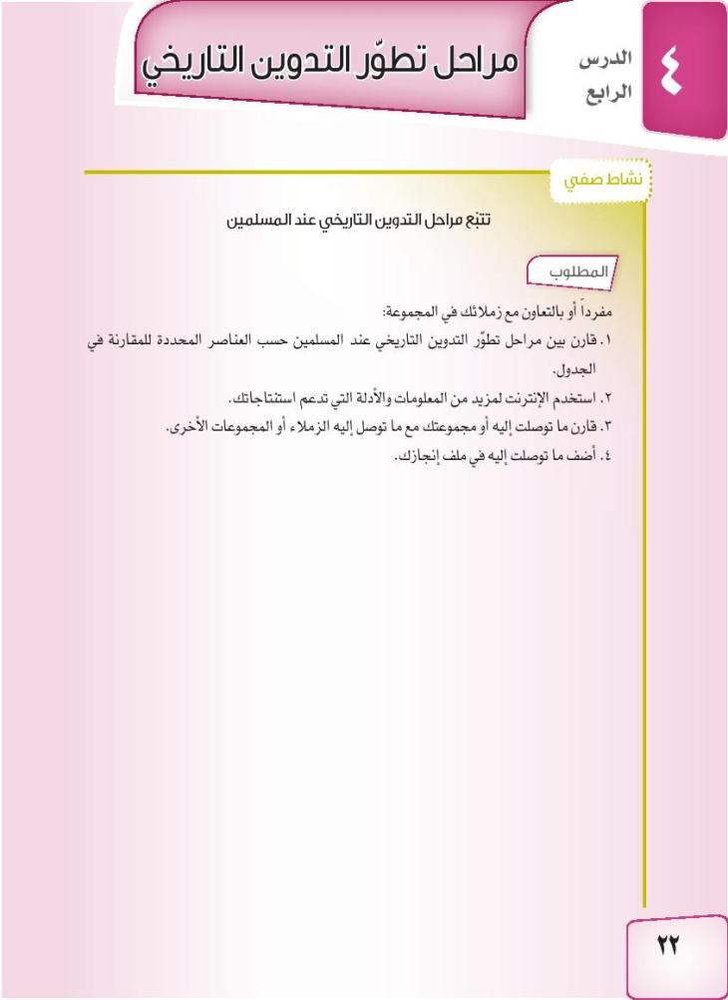 ٤
الدرس
الرابع
مراحل تطوّر التدوين التاريخي
نشاط صفي
تتبّع مراحل التدوين التاريخي عند المسلمين
المطلوب
مفرداً أو بالتعاون مع زملائك في المجموعة:
١. قارن بين مراحل تطوّر التدوين التاريخي عند المسلمين حسب العناصر المحددة للمقارنة في
الجدول.
٢. استخدم الإنترنت لمزيد من المعلومات والأدلة التي تدعم استنتاجاتك.
٣. قارن ما توصلت إليه أو مجموعتك مع ما توصل إليه الزملاء أو المجموعات الأخرى.
٤. أضف ما توصلت إليه في ملف إنجازك.
٢٢